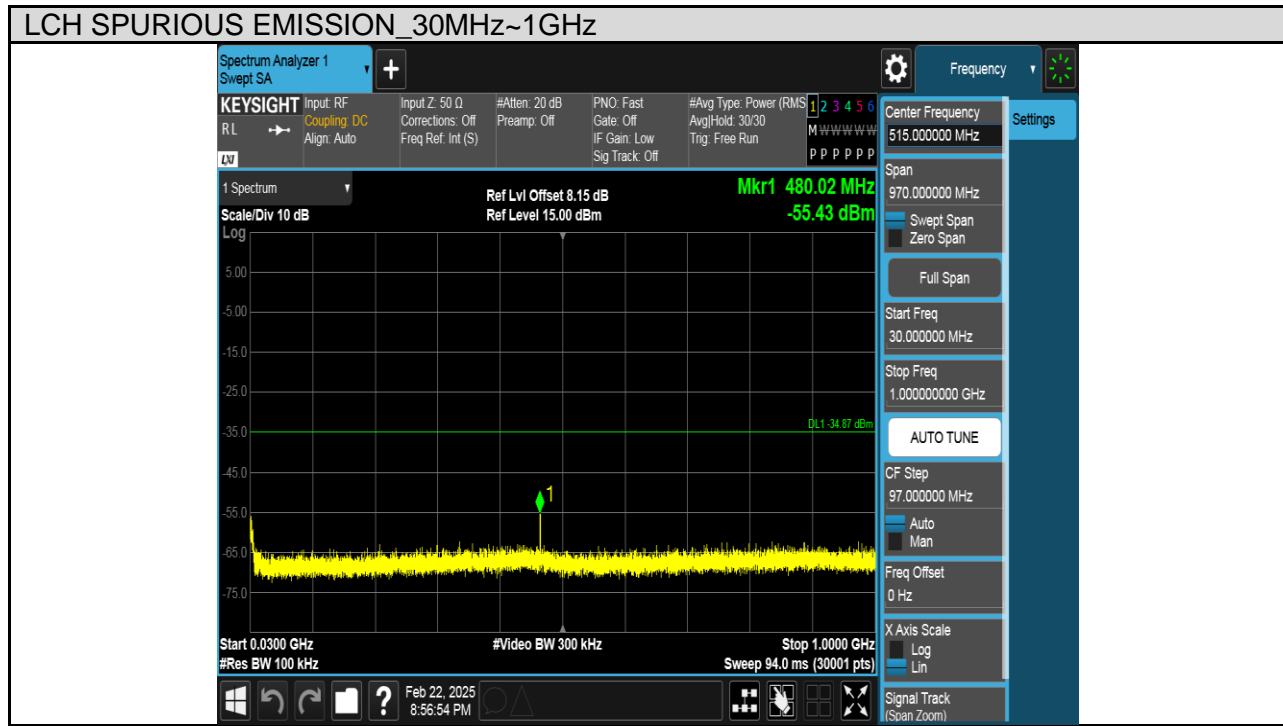 LCH SPURIOUS EMISSION_30MHz~1GHz
Spectrum Analyzer 1
Swept SA
+
Frequency
KEYSIGHT
RL
LXI
Input: RF
Coupling: DC
Align: Auto
Input Z: 50 Ω
Corrections: Off
Freq Ref: Int (S)
#Atten: 20 dB
Preamp: Off
PNO: Fast
Gate: Off
IF Gain: Low
Sig Track: Off
#Avg Type: Power (RMS
Avg|Hold: 30/30
Trig: Free Run
1 2 3 4 5 6
M W W W W W
P P P P P P
1 Spectrum
Scale/Div 10 dB
Ref Lvl Offset 8.15 dB
Ref Level 15.00 dBm
Mkr1 480.02 MHz
-55.43 dBm
Log
5.00
-5.00
-15.0
-25.0
-35.0
-45.0
-55.0
-65.0
-75.0
DL1 -34.87 dBm
1
Start 0.0300 GHz
#Res BW 100 kHz
#Video BW 300 kHz
Stop 1.0000 GHz
Sweep 94.0 ms (30001 pts)
?
Feb 22, 2025
8:56:54 PM
Center Frequency
515.000000 MHz
Settings
Span
970.000000 MHz
Swept Span
Zero Span
Full Span
Start Freq
30.000000 MHz
Stop Freq
1.000000000 GHz
AUTO TUNE
CF Step
97.000000 MHz
Auto
Man
Freq Offset
0 Hz
X Axis Scale
Log
Lin
Signal Track
(Span Zoom)